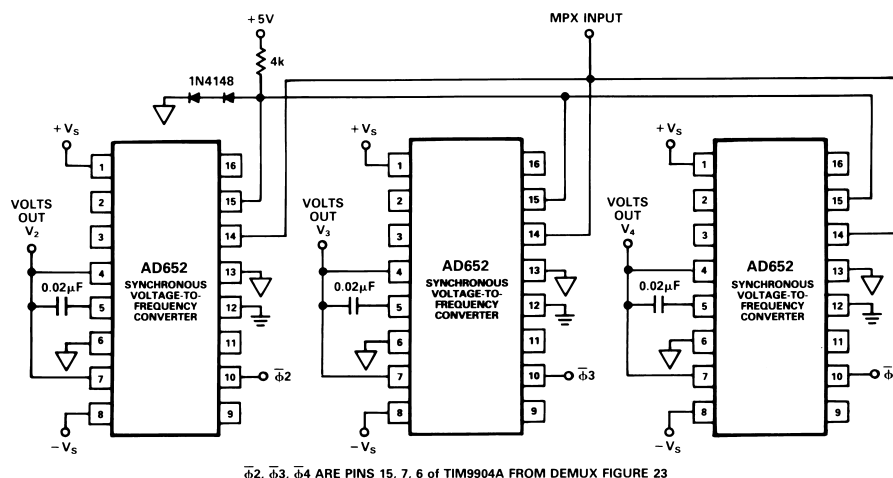 +5V
MPX INPUT
4k
1N4148
+VS
1
16
2
15
VOLTS
OUT
V2
3
14
4
AD652
13
0.02μF
SYNCHRONOUS
VOLTAGE-TO-
FREQUENCY
CONVERTER
5
12
6
11
7
10
φ̅2
8
9
−VS
+VS
1
16
2
15
VOLTS
OUT
V3
3
14
4
AD652
13
0.02μF
SYNCHRONOUS
VOLTAGE-TO-
FREQUENCY
CONVERTER
5
12
6
11
7
10
φ̅3
8
9
−VS
+VS
1
16
2
15
VOLTS
OUT
V4
3
14
4
AD652
13
0.02μF
SYNCHRONOUS
VOLTAGE-TO-
FREQUENCY
CONVERTER
5
12
6
11
7
10
φ̅
8
9
−VS
φ̅2, φ̅3, φ̅4 ARE PINS 15, 7, 6 of TIM9904A FROM DEMUX FIGURE 23